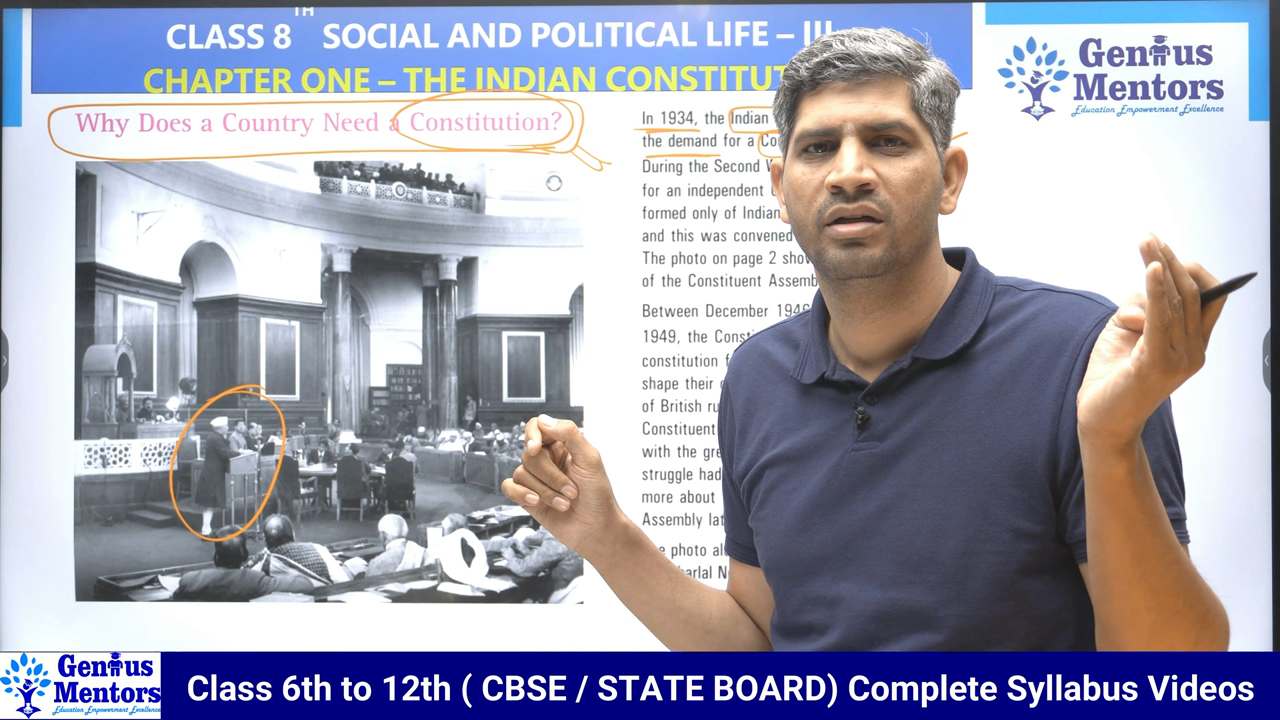 TH
CLASS 8 SOCIAL AND POLITICAL LIFE – III
CHAPTER ONE – THE INDIAN CONSTITUT
Genius
Mentors
Education Empowerment Excellence
Why Does a Country Need a Constitution?
In 1934, the Indian
the demand for a Co
During the Second W
for an independent
formed only of Indian
and this was convened
The photo on page 2 show
of the Constituent Assemb
Between December 1946
1949, the Consti
constitution f
shape their
of British ru
Constituent
with the gre
struggle had
more about
Assembly lat
e photo al
harlal N
Genius
Mentors
Education Empowerment Excellence
Class 6th to 12th ( CBSE / STATE BOARD) Complete Syllabus Videos